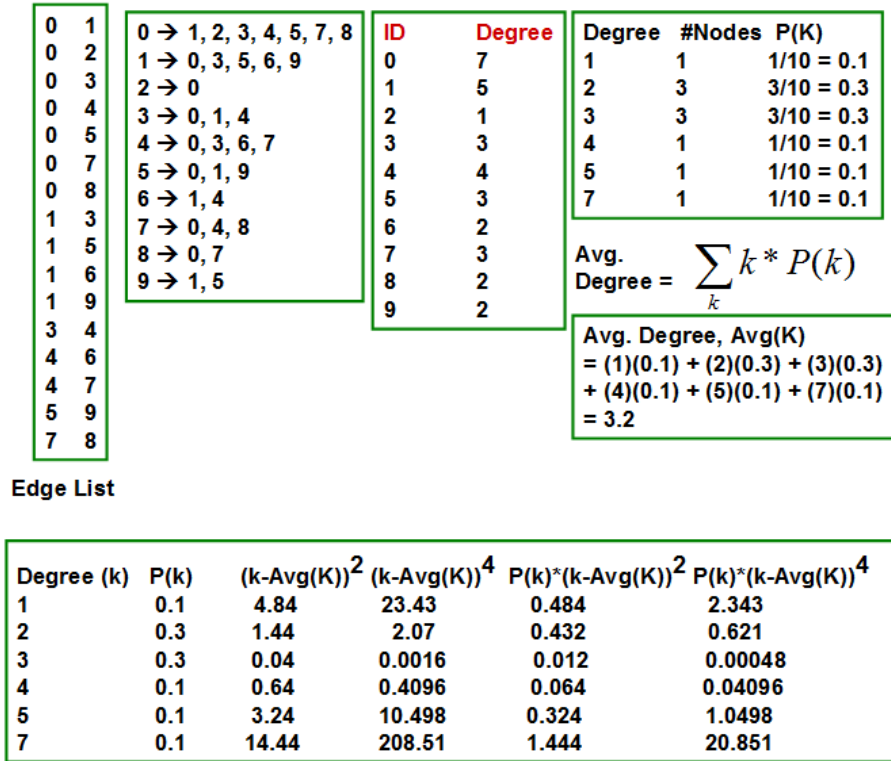 0 1
0 2
0 3
0 4
0 5
0 7
0 8
1 3
1 5
1 6
1 9
3 4
4 6
4 7
5 9
7 8
Edge List
0 → 1, 2, 3, 4, 5, 7, 8
1 → 0, 3, 5, 6, 9
2 → 0
3 → 0, 1, 4
4 → 0, 3, 6, 7
5 → 0, 1, 9
6 → 1, 4
7 → 0, 4, 8
8 → 0, 7
9 → 1, 5
ID Degree
0 7
1 5
2 1
3 3
4 4
5 3
6 2
7 3
8 2
9 2
Degree #Nodes P(K)
1 1 1/10 = 0.1
2 3 3/10 = 0.3
3 3 3/10 = 0.3
4 1 1/10 = 0.1
5 1 1/10 = 0.1
7 1 1/10 = 0.1
Avg.
Degree = ∑ k * P(k)
k
Avg. Degree, Avg(K)
= (1)(0.1) + (2)(0.3) + (3)(0.3)
+ (4)(0.1) + (5)(0.1) + (7)(0.1)
= 3.2
Degree (k) P(k) (k-Avg(K))² (k-Avg(K))⁴ P(k)*(k-Avg(K))² P(k)*(k-Avg(K))⁴
1 0.1 4.84 23.43 0.484 2.343
2 0.3 1.44 2.07 0.432 0.621
3 0.3 0.04 0.0016 0.012 0.00048
4 0.1 0.64 0.4096 0.064 0.04096
5 0.1 3.24 10.498 0.324 1.0498
7 0.1 14.44 208.51 1.444 20.851